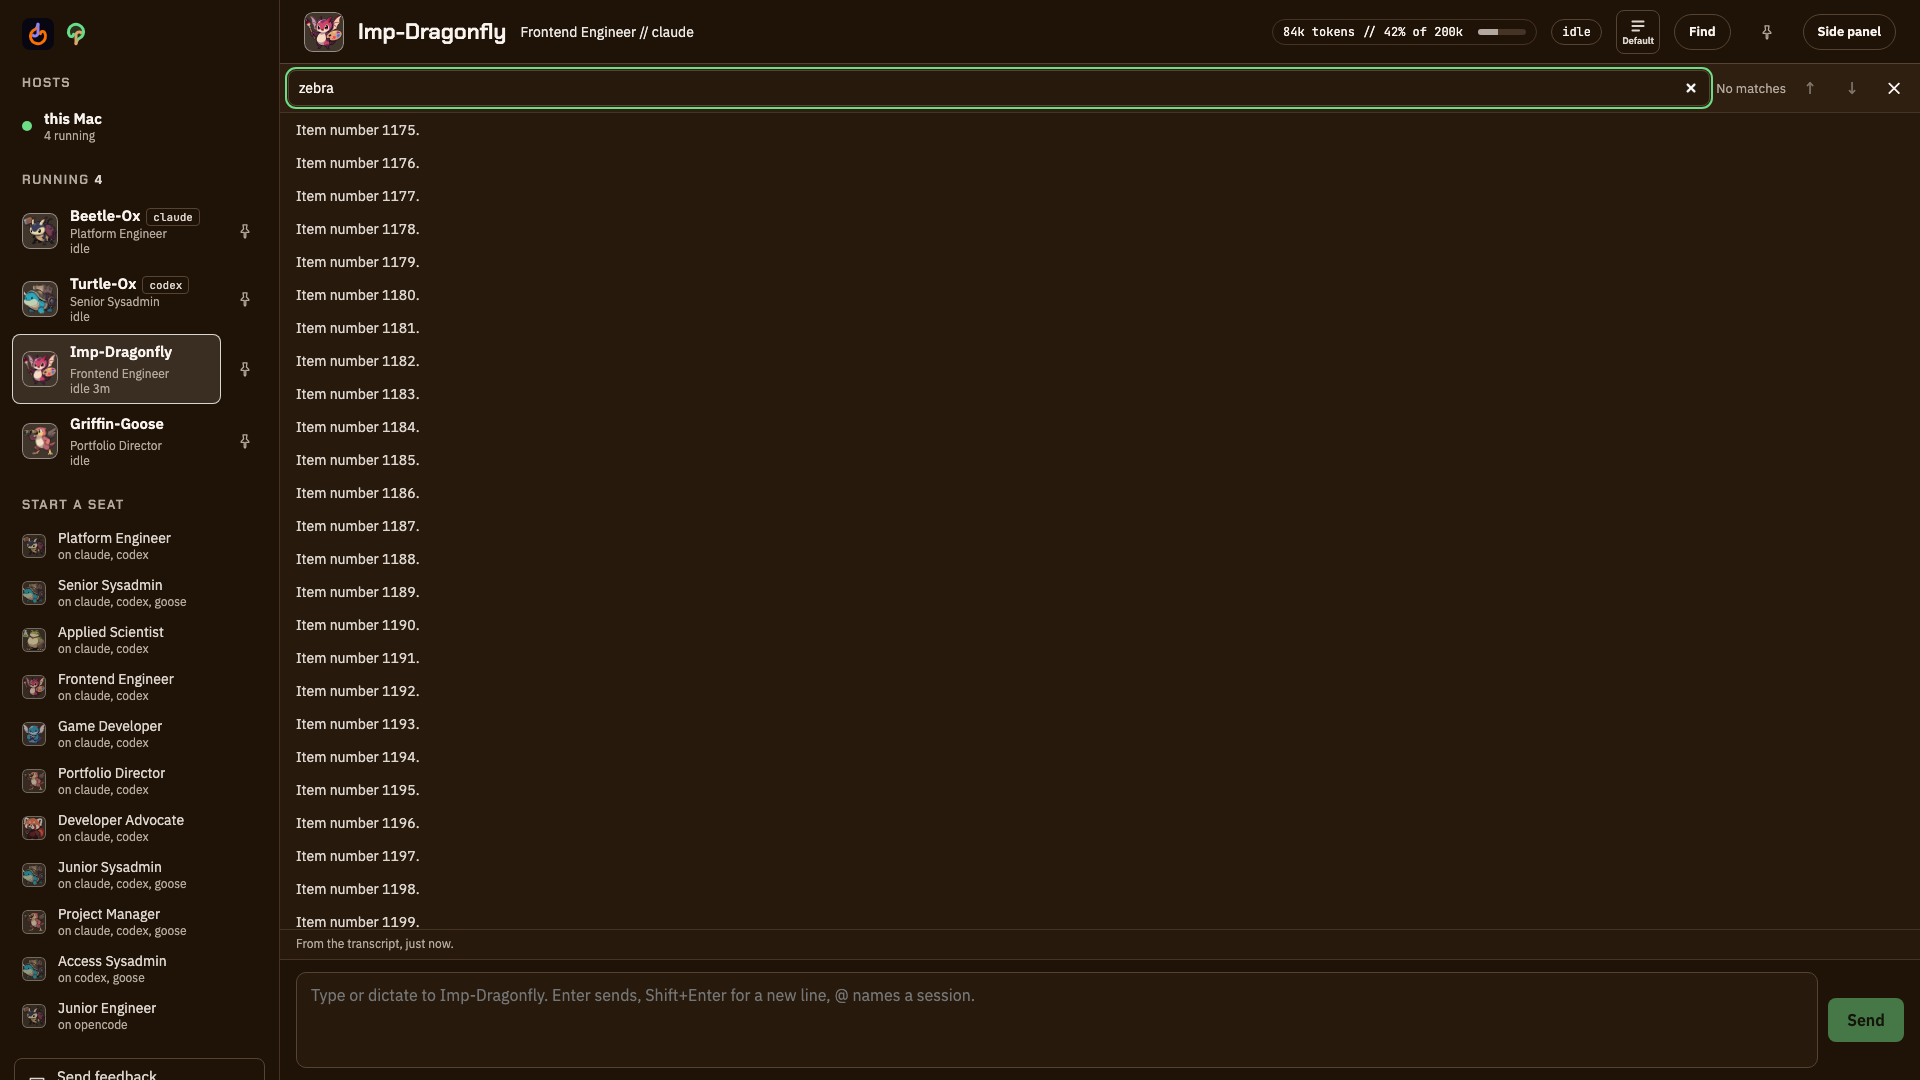 HOSTS
this Mac
4 running
RUNNING 4
Beetle-Ox claude
Platform Engineer
idle
Turtle-Ox codex
Senior Sysadmin
idle
Imp-Dragonfly
Frontend Engineer
idle 3m
Griffin-Goose
Portfolio Director
idle
START A SEAT
Platform Engineer
on claude, codex
Senior Sysadmin
on claude, codex, goose
Applied Scientist
on claude, codex
Frontend Engineer
on claude, codex
Game Developer
on claude, codex
Portfolio Director
on claude, codex
Developer Advocate
on claude, codex
Junior Sysadmin
on claude, codex, goose
Project Manager
on claude, codex, goose
Access Sysadmin
on codex, goose
Junior Engineer
on opencode
Send feedback
Imp-Dragonfly Frontend Engineer // claude
84k tokens // 42% of 200k
idle
Default
Find
Side panel
zebra
No matches
Item number 1175.
Item number 1176.
Item number 1177.
Item number 1178.
Item number 1179.
Item number 1180.
Item number 1181.
Item number 1182.
Item number 1183.
Item number 1184.
Item number 1185.
Item number 1186.
Item number 1187.
Item number 1188.
Item number 1189.
Item number 1190.
Item number 1191.
Item number 1192.
Item number 1193.
Item number 1194.
Item number 1195.
Item number 1196.
Item number 1197.
Item number 1198.
Item number 1199.
From the transcript, just now.
Type or dictate to Imp-Dragonfly. Enter sends, Shift+Enter for a new line, @ names a session.
Send